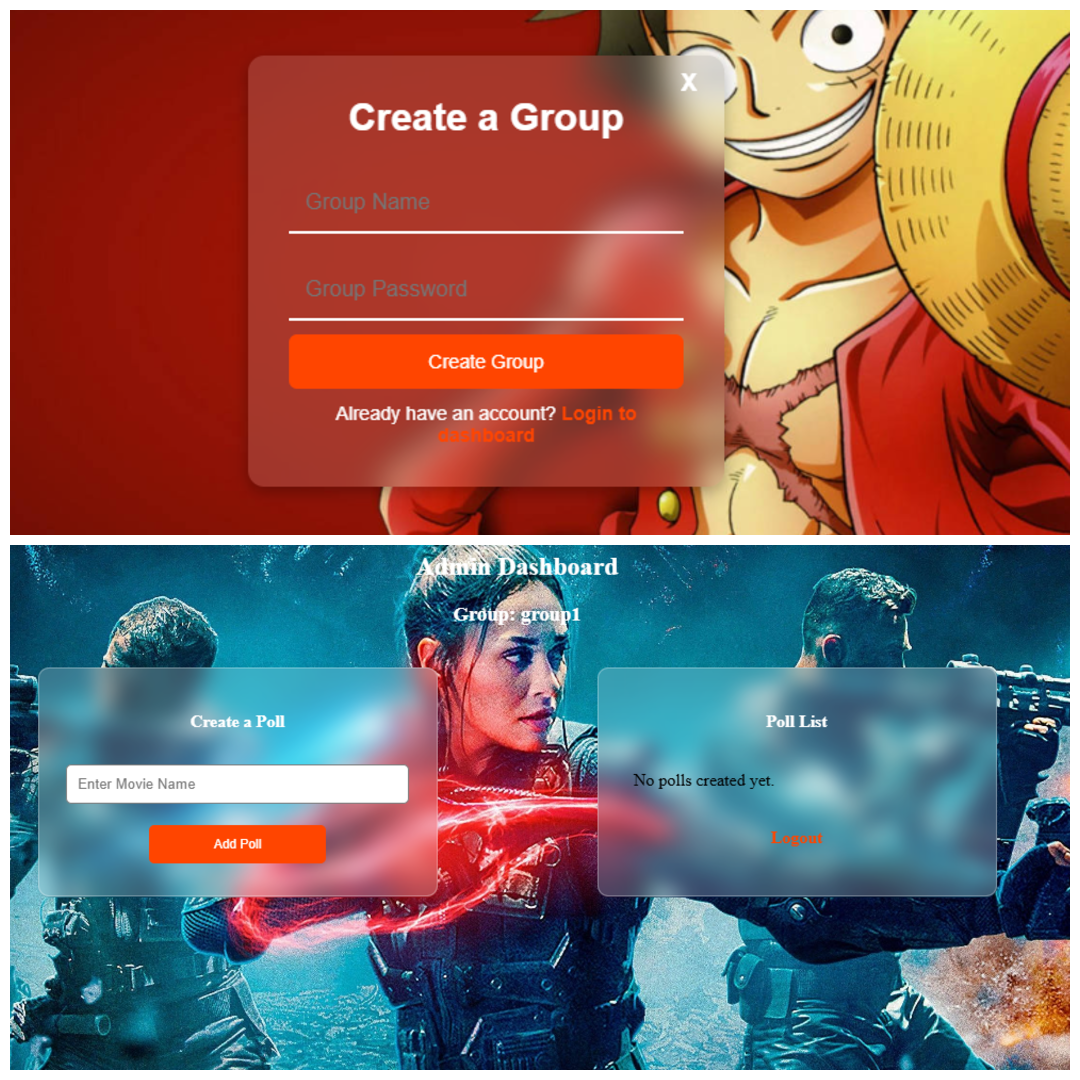 X
Create a Group
Group Name
Group Password
Create Group
Already have an account? Login to
dashboard
Admin Dashboard
Group: group1
Create a Poll
Enter Movie Name
Add Poll
Poll List
No polls created yet.
Logout